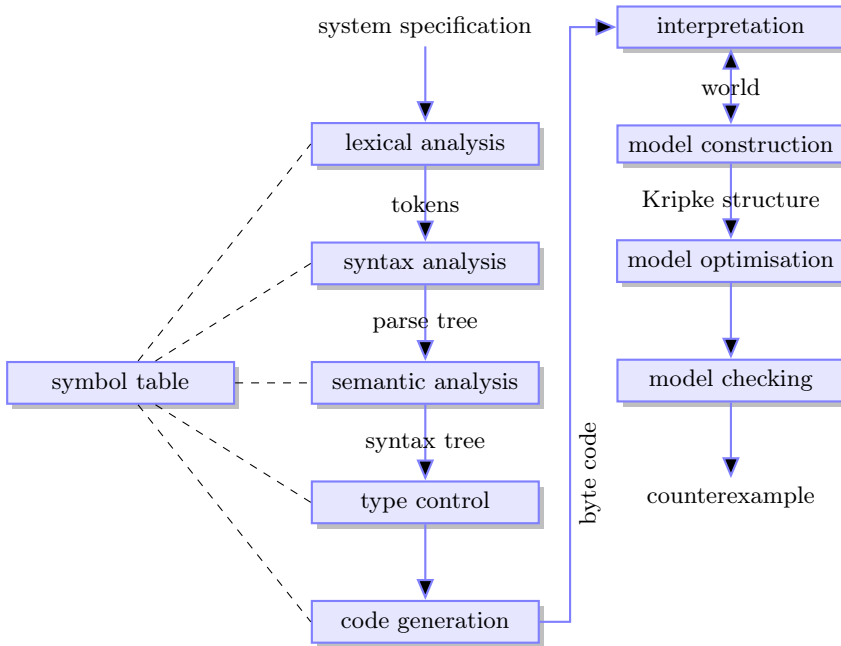 system specification
lexical analysis
tokens
syntax analysis
parse tree
symbol table
semantic analysis
syntax tree
type control
code generation
byte code
interpretation
world
model construction
Kripke structure
model optimisation
model checking
counterexample